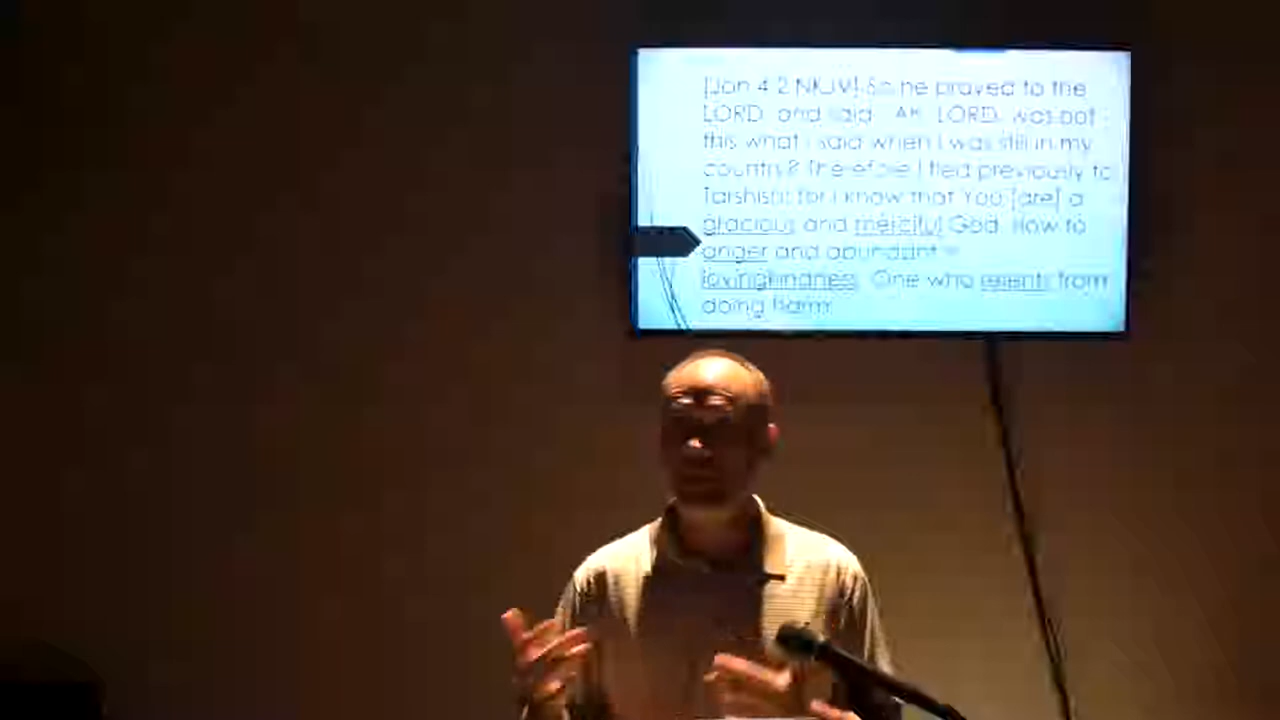 [Jon 4:2 NKJV] So he prayed to the
LORD, and said, "Ah, LORD, was not
this what I said when I was still in my
country? Therefore I fled previously to
Tarshish; for I know that You [are] a
gracious and merciful God, slow to
anger and abundant in
lovingkindness, One who relents from
doing harm.